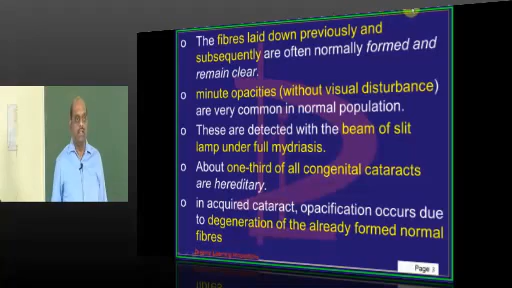 o The fibres laid down previously and
subsequently are often normally formed and
remain clear.
o minute opacities (without visual disturbance)
are very common in normal population.
o These are detected with the beam of slit
lamp under full mydriasis.
o About one-third of all congenital cataracts
are hereditary.
o in acquired cataract, opacification occurs due
to degeneration of the already formed normal
fibres
Page